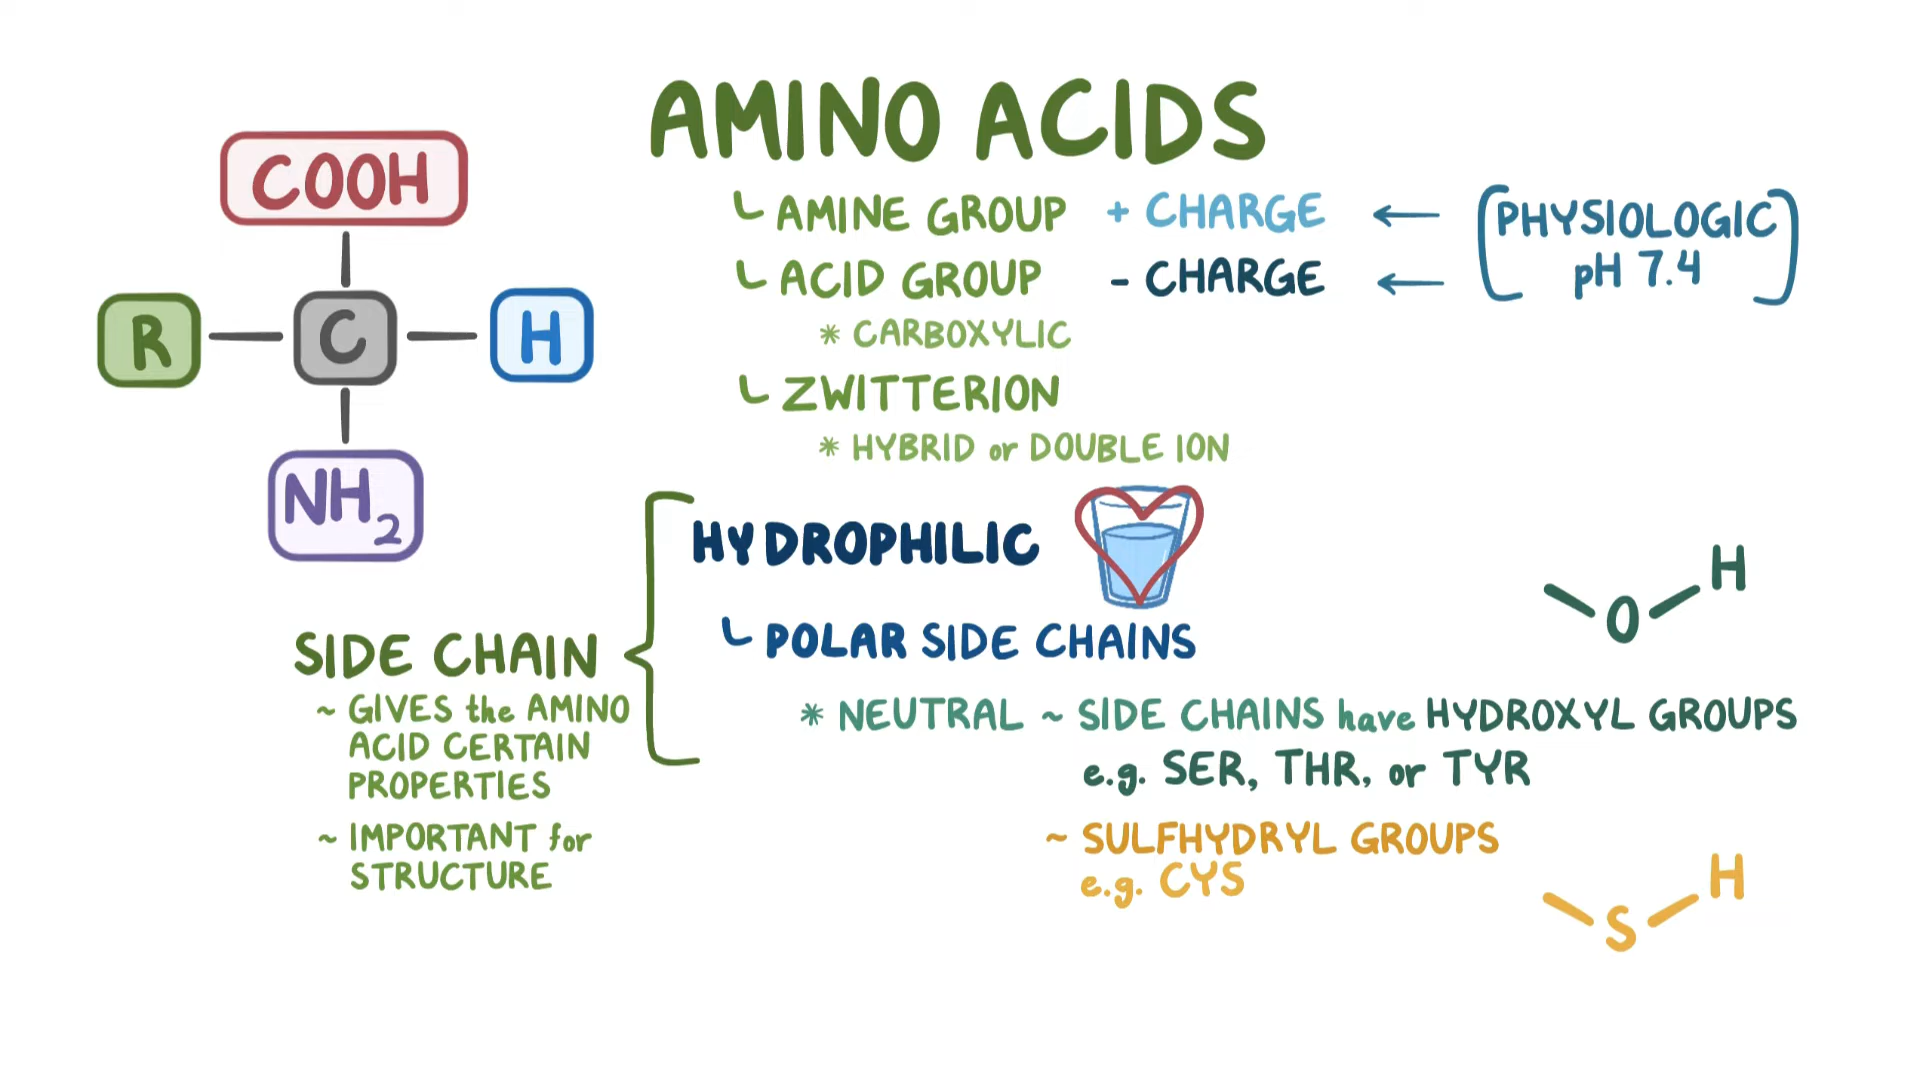 AMINO ACIDS
COOH
R C H
NH2
AMINE GROUP + CHARGE ← [PHYSIOLOGIC
pH 7.4]
ACID GROUP - CHARGE ←
* CARBOXYLIC
ZWITTERION
* HYBRID or DOUBLE ION
SIDE CHAIN
~ GIVES the AMINO
ACID CERTAIN
PROPERTIES
~ IMPORTANT for
STRUCTURE
HYDROPHILIC
POLAR SIDE CHAINS
* NEUTRAL ~ SIDE CHAINS have HYDROXYL GROUPS
e.g. SER, THR, or TYR
O H
~ SULFHYDRYL GROUPS
e.g. CYS
S H